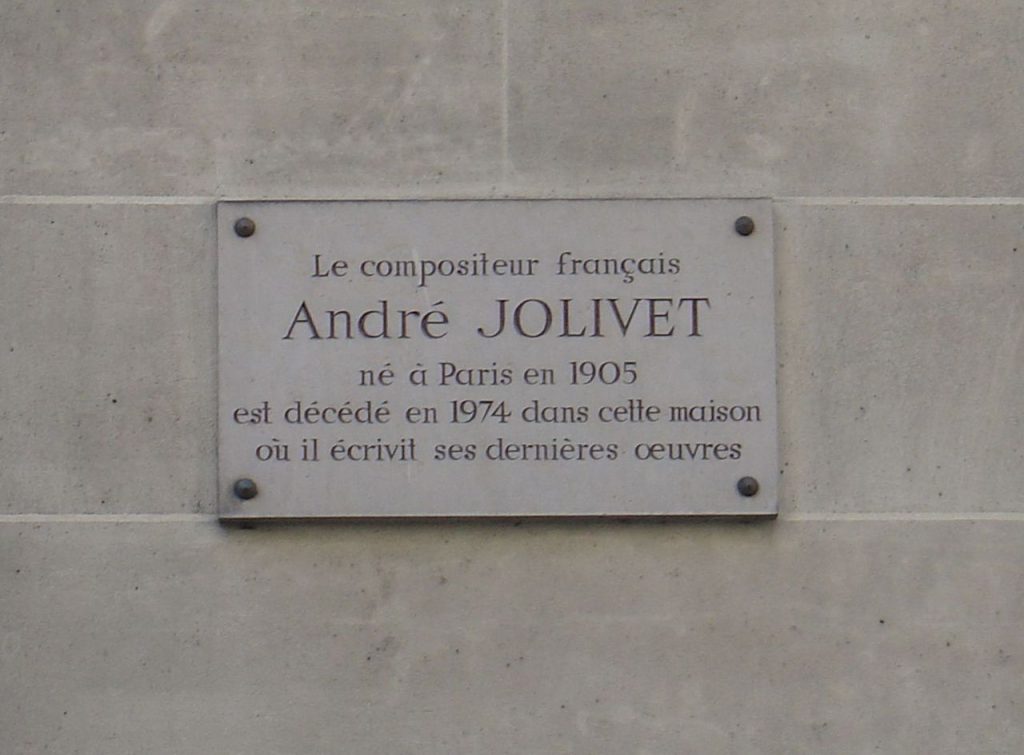 Le compositeur français
André JOLIVET
né à Paris en 1905
est décédé en 1974 dans cette maison
où il écrivit ses dernières œuvres